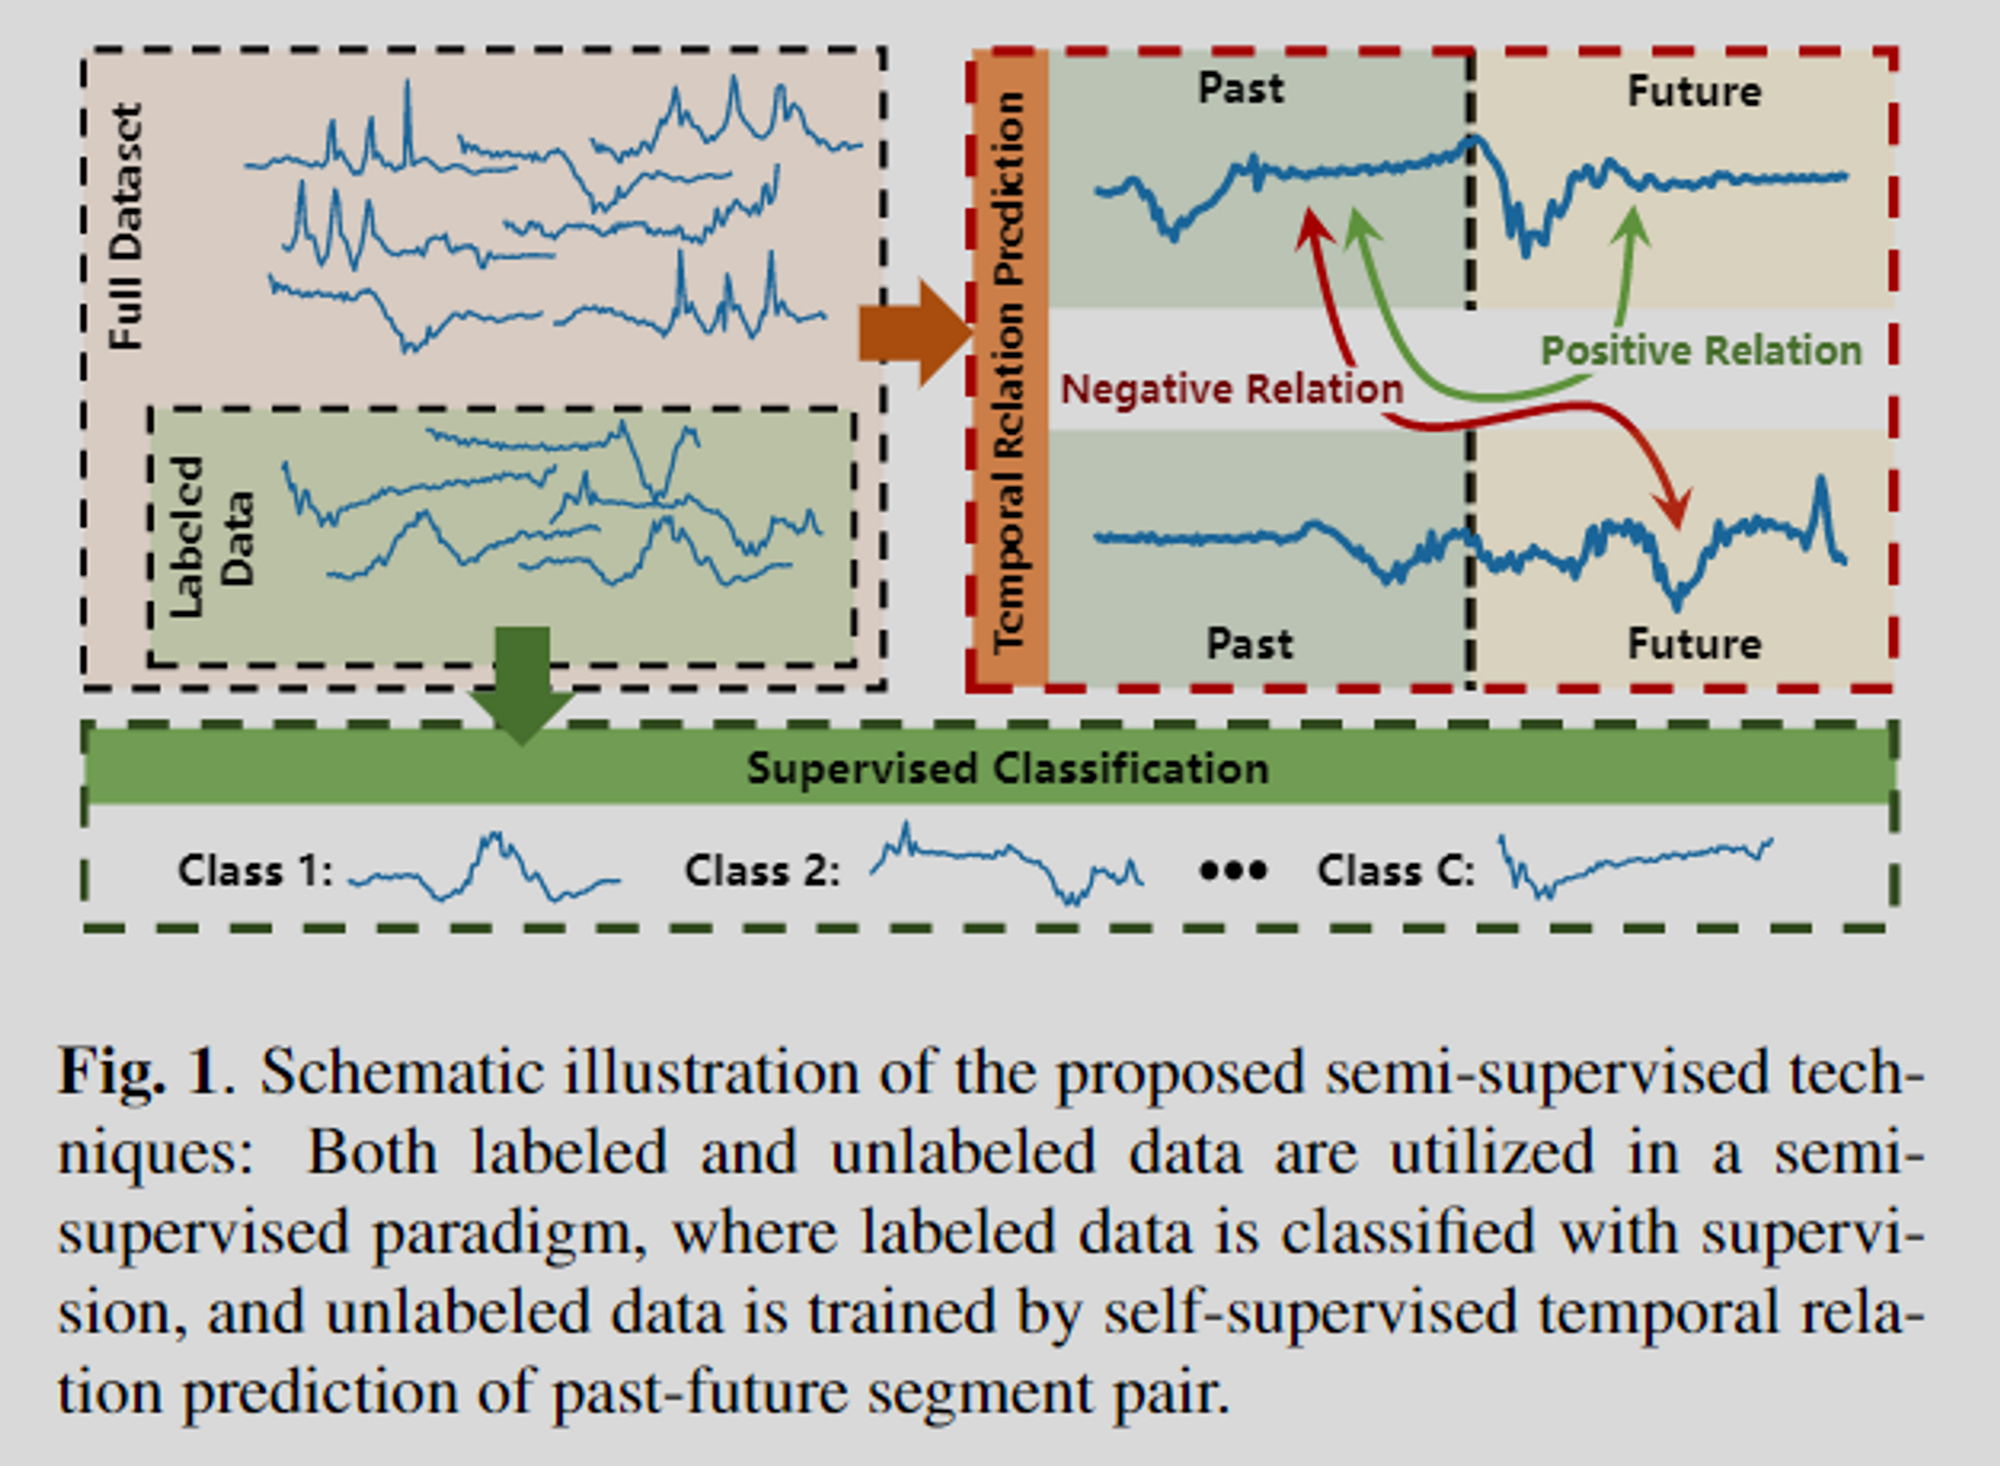 Full Dataset
Labeled
Data
Temporal Relation Prediction
Past
Future
Positive Relation
Negative Relation
Past
Future
Supervised Classification
Class 1:
Class 2:
•••
Class C:
Fig. 1. Schematic illustration of the proposed semi-supervised tech-
niques: Both labeled and unlabeled data are utilized in a semi-
supervised paradigm, where labeled data is classified with supervi-
sion, and unlabeled data is trained by self-supervised temporal rela-
tion prediction of past-future segment pair.